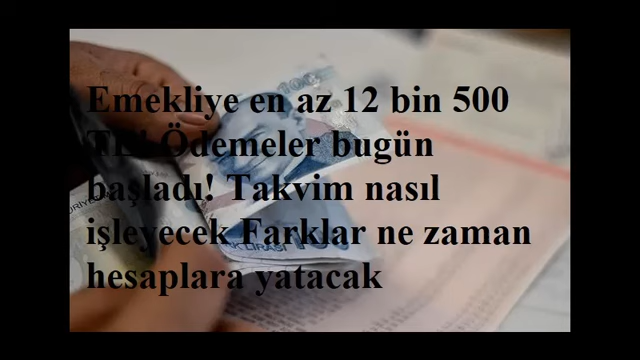 Emekliye en az 12 bin 500
TL! Ödemeler bugün
başladı! Takvim nasıl
işleyecek Farklar ne zaman
hesaplara yatacak